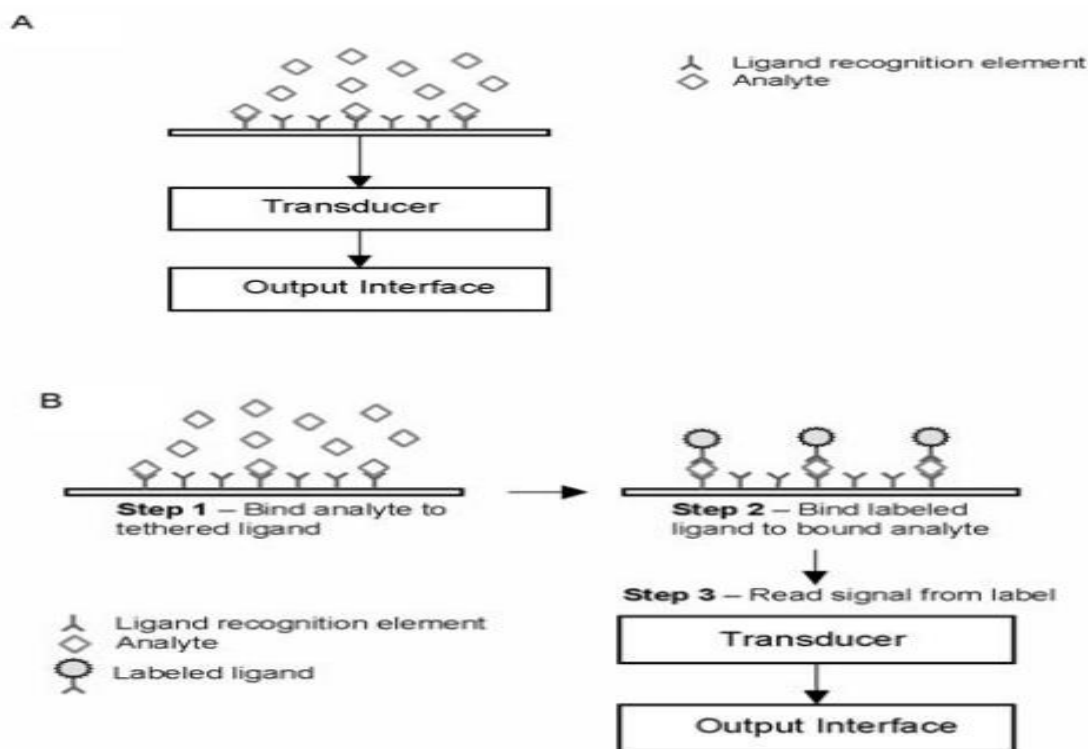 A
Ligand recognition element
Analyte
Transducer
Output Interface
B
Step 1 – Bind analyte to
tethered ligand
Step 2 – Bind labeled
ligand to bound analyte
Step 3 – Read signal from label
Ligand recognition element
Analyte
Labeled ligand
Transducer
Output Interface